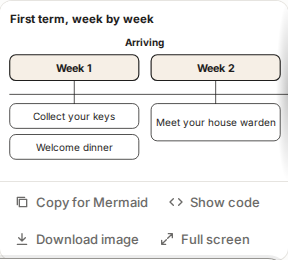 First term, week by week
Arriving
Week 1
Week 2
Collect your keys
Meet your house warden
Welcome dinner
Copy for Mermaid
Show code
Download image
Full screen